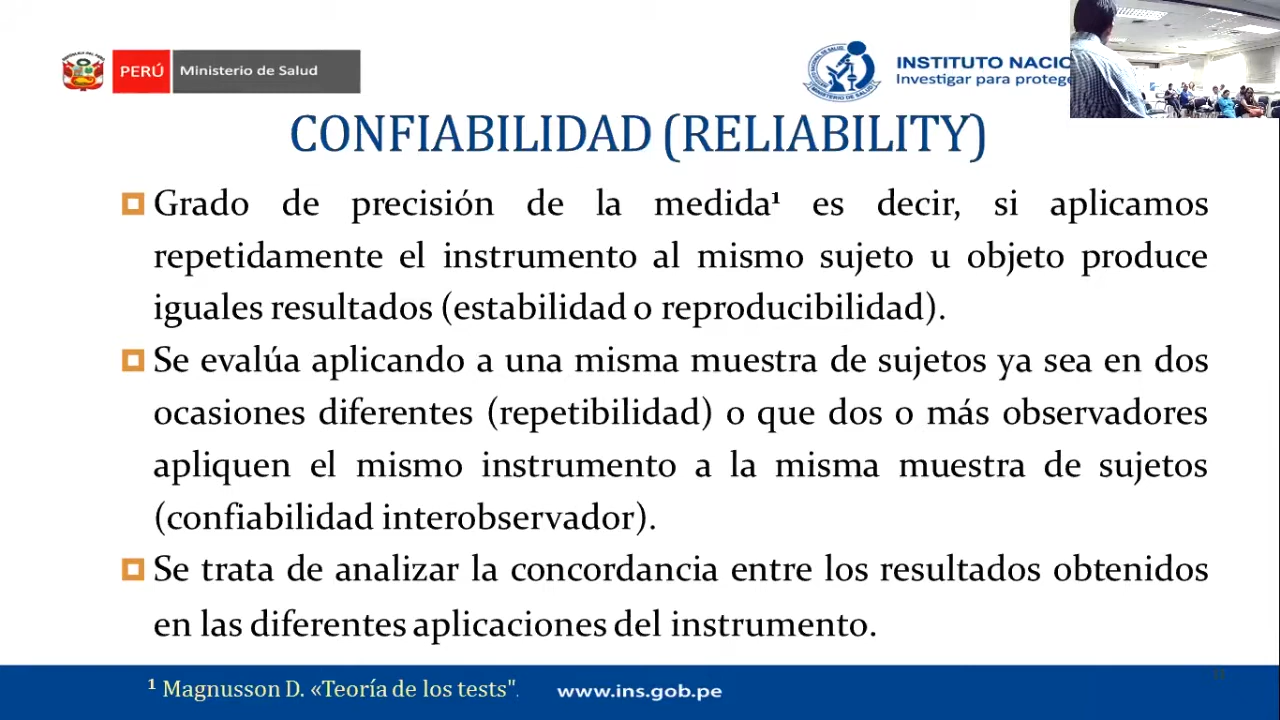 PERÚ Ministerio de Salud
INSTITUTO
Investigar para
CONFIABILIDAD (RELIABILITY)
Grado de precisión de la medida¹ es decir, si aplicamos
repetidamente el instrumento al mismo sujeto u objeto produce
iguales resultados (estabilidad o reproducibilidad).
Se evalúa aplicando a una misma muestra de sujetos ya sea en dos
ocasiones diferentes (repetibilidad) o que dos o más observadores
apliquen el mismo instrumento a la misma muestra de sujetos
(confiabilidad interobservador).
Se trata de analizar la concordancia entre los resultados obtenidos
en las diferentes aplicaciones del instrumento.
¹ Magnusson D. «Teoría de los tests".
www.ins.gob.pe